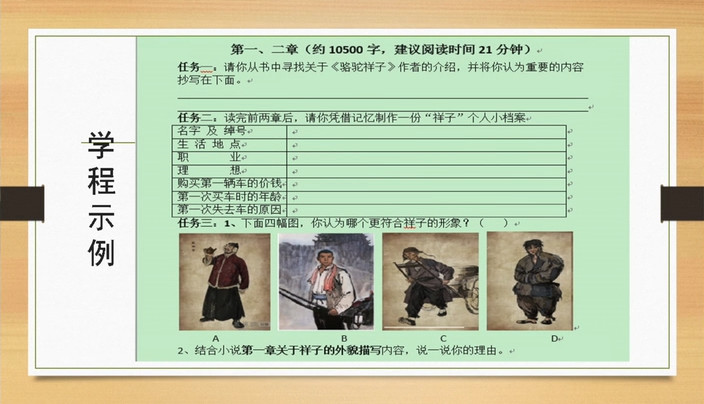 学程示例
第一、二章（约 10500 字，建议阅读时间 21 分钟）
任务一：请你从书中寻找关于《骆驼祥子》作者的介绍，并将你认为重要的内容
抄写在下面。
任务二：读完前两章后，请你凭借记忆制作一份“祥子”个人小档案
名字 及 绰号
生 活 地 点
职 业
理 想
购买第一辆车的价钱
第一次买车时的年龄
第一次失去车的原因
任务三：1、下面四幅图，你认为哪个更符合祥子的形象？（ ）
A B C D
2、结合小说第一章关于祥子的外貌描写内容，说一说你的理由。